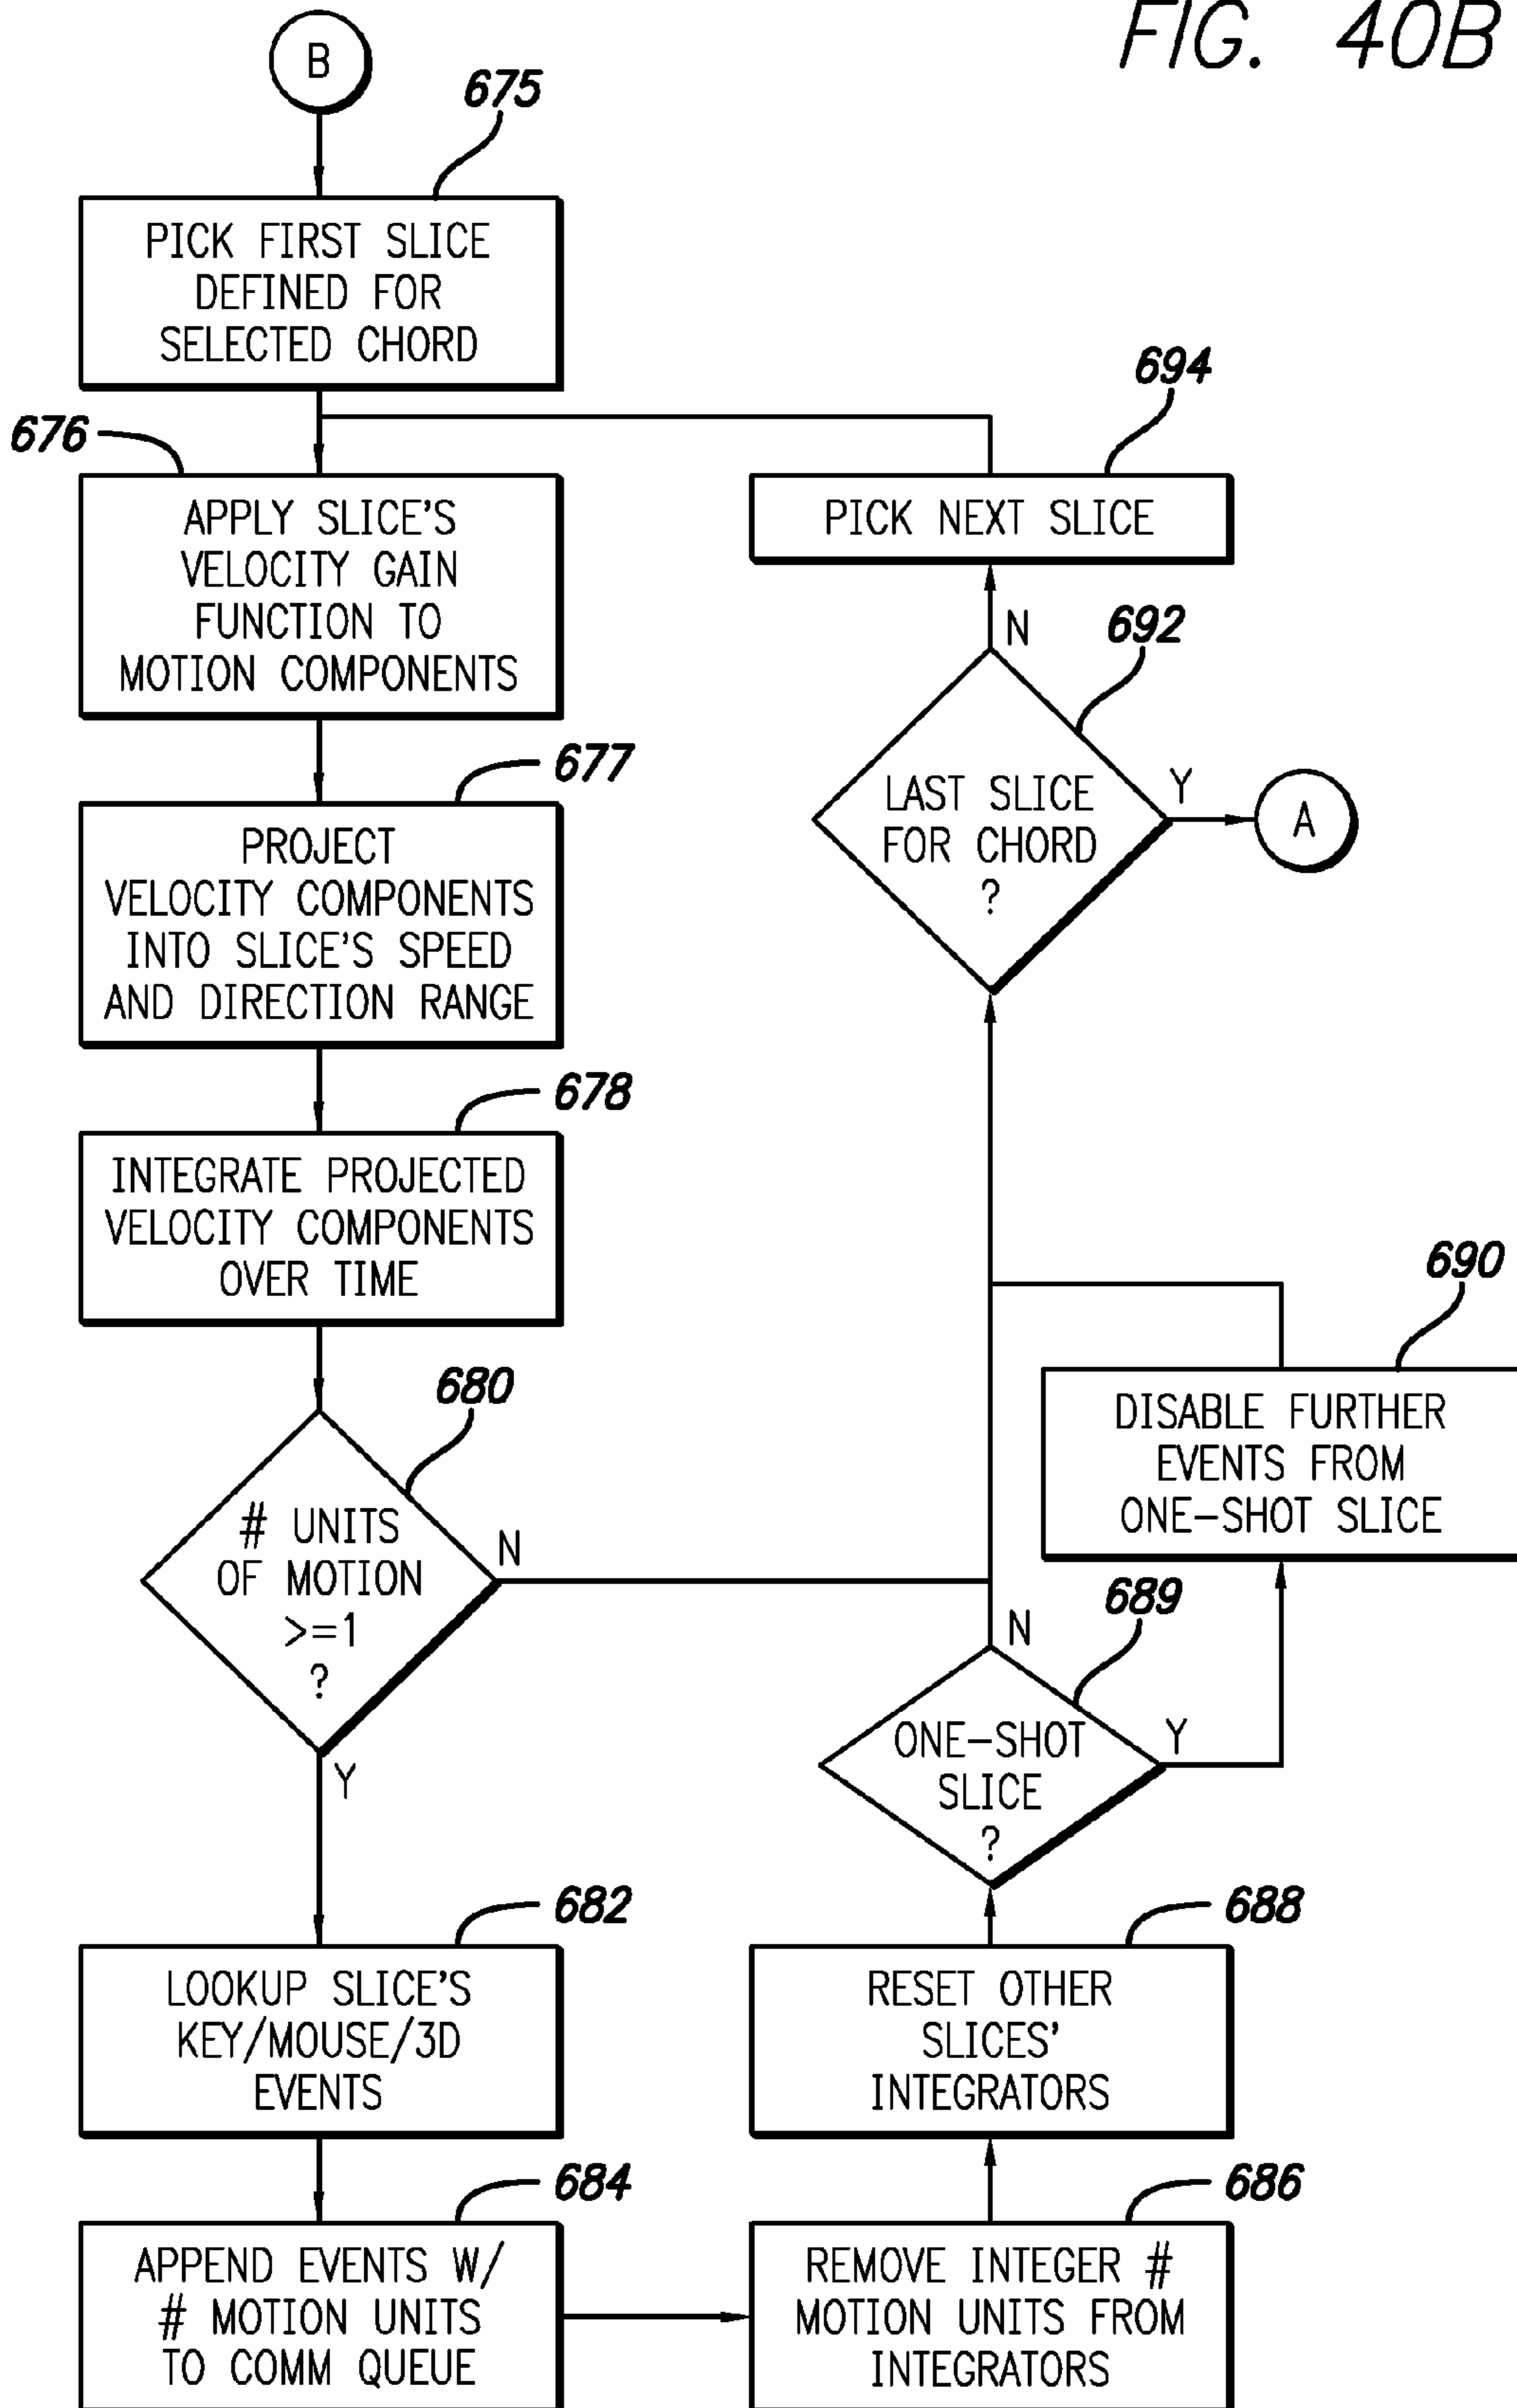 FIG. 40B
B
675
PICK FIRST SLICE
DEFINED FOR
SELECTED CHORD
676
APPLY SLICE'S
VELOCITY GAIN
FUNCTION TO
MOTION COMPONENTS
677
PROJECT
VELOCITY COMPONENTS
INTO SLICE'S SPEED
AND DIRECTION RANGE
678
INTEGRATE PROJECTED
VELOCITY COMPONENTS
OVER TIME
680
# UNITS
OF MOTION
>=1
?
N
Y
682
LOOKUP SLICE'S
KEY/MOUSE/3D
EVENTS
684
APPEND EVENTS W/
# MOTION UNITS
TO COMM QUEUE
686
REMOVE INTEGER #
MOTION UNITS FROM
INTEGRATORS
688
RESET OTHER
SLICES'
INTEGRATORS
689
ONE-SHOT
SLICE
?
N
Y
690
DISABLE FURTHER
EVENTS FROM
ONE-SHOT SLICE
692
LAST SLICE
FOR CHORD
?
Y
A
N
694
PICK NEXT SLICE